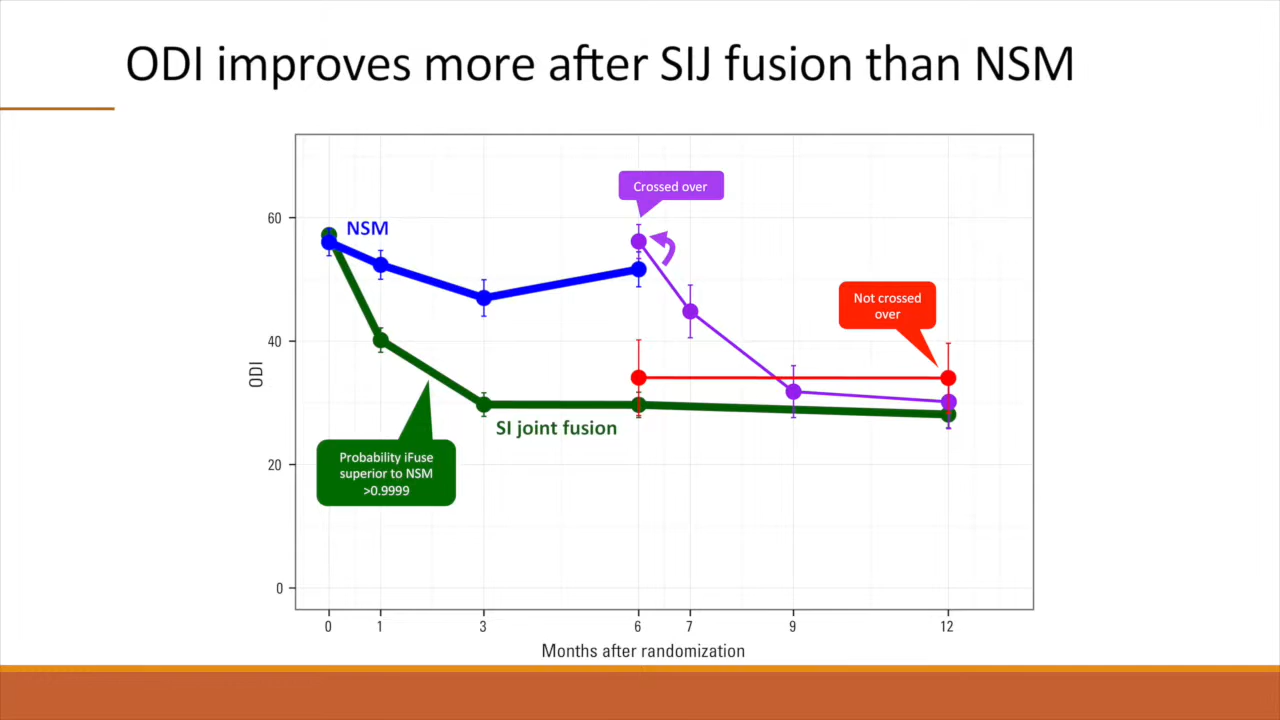 ODI improves more after SIJ fusion than NSM
Crossed over
60
NSM
Not crossed
over
40
ODI
SI joint fusion
Probability iFuse
superior to NSM
>0.9999
20
0
0 1 3 6 7 9 12
Months after randomization